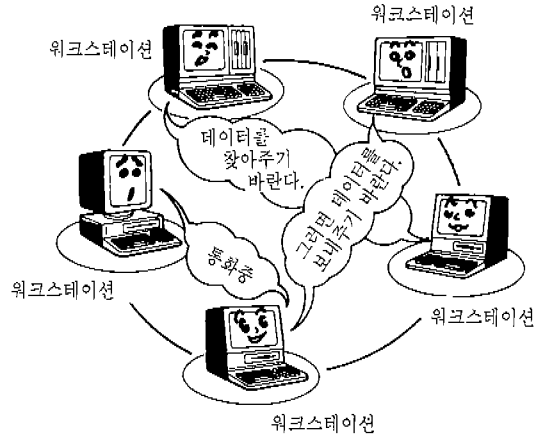 워크스테이션
워크스테이션
데이터를
찾아주기
바란다.
그러면 데이터를
보내주기 바란다.
통화중
워크스테이션
워크스테이션
워크스테이션